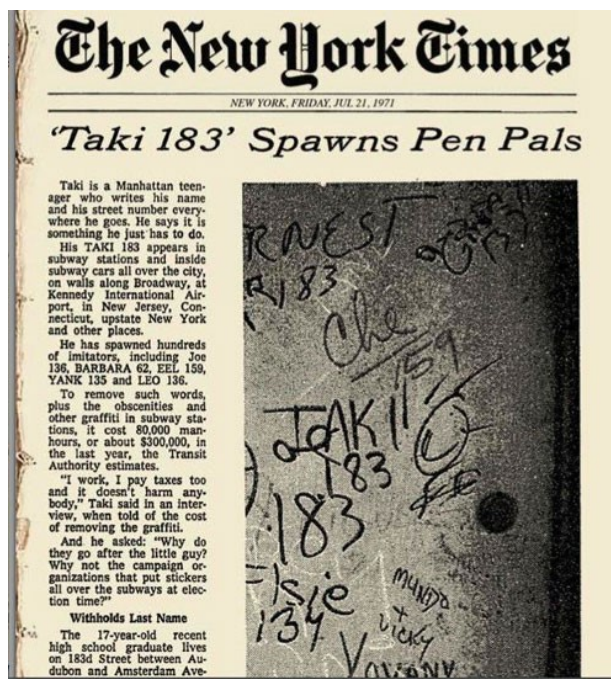 The New York Times
NEW YORK, FRIDAY, JUL 21, 1971
‘Taki 183’ Spawns Pen Pals
Taki is a Manhattan teen-
ager who writes his name
and his street number every-
where he goes. He says it is
something he just has to do.
His TAKI 183 appears in
subway stations and inside
subway cars all over the city,
on walls along Broadway, at
Kennedy International Air-
port, in New Jersey, Con-
necticut, upstate New York
and other places.
He has spawned hundreds
of imitators, including Joe
136, BARBARA 62, EEL 159,
YANK 135 and LEO 136.
To remove such words,
plus the obscenities and
other graffiti in subway sta-
tions, it cost 80,000 man-
hours, or about $300,000, in
the last year, the Transit
Authority estimates.
“I work, I pay taxes too
and it doesn't harm any-
body,” Taki said in an inter-
view, when told of the cost
of removing the graffiti.
And he asked: “Why do
they go after the little guy?
Why not the campaign or-
ganizations that put stickers
all over the subways at elec-
tion time?”
Withholds Last Name
The 17-year-old recent
high school graduate lives
on 183d Street between Au-
dubon and Amsterdam Ave-
RNEST
183
Che
159
TAKI
183
183
lsie
134
MUNDO
+
VICKY